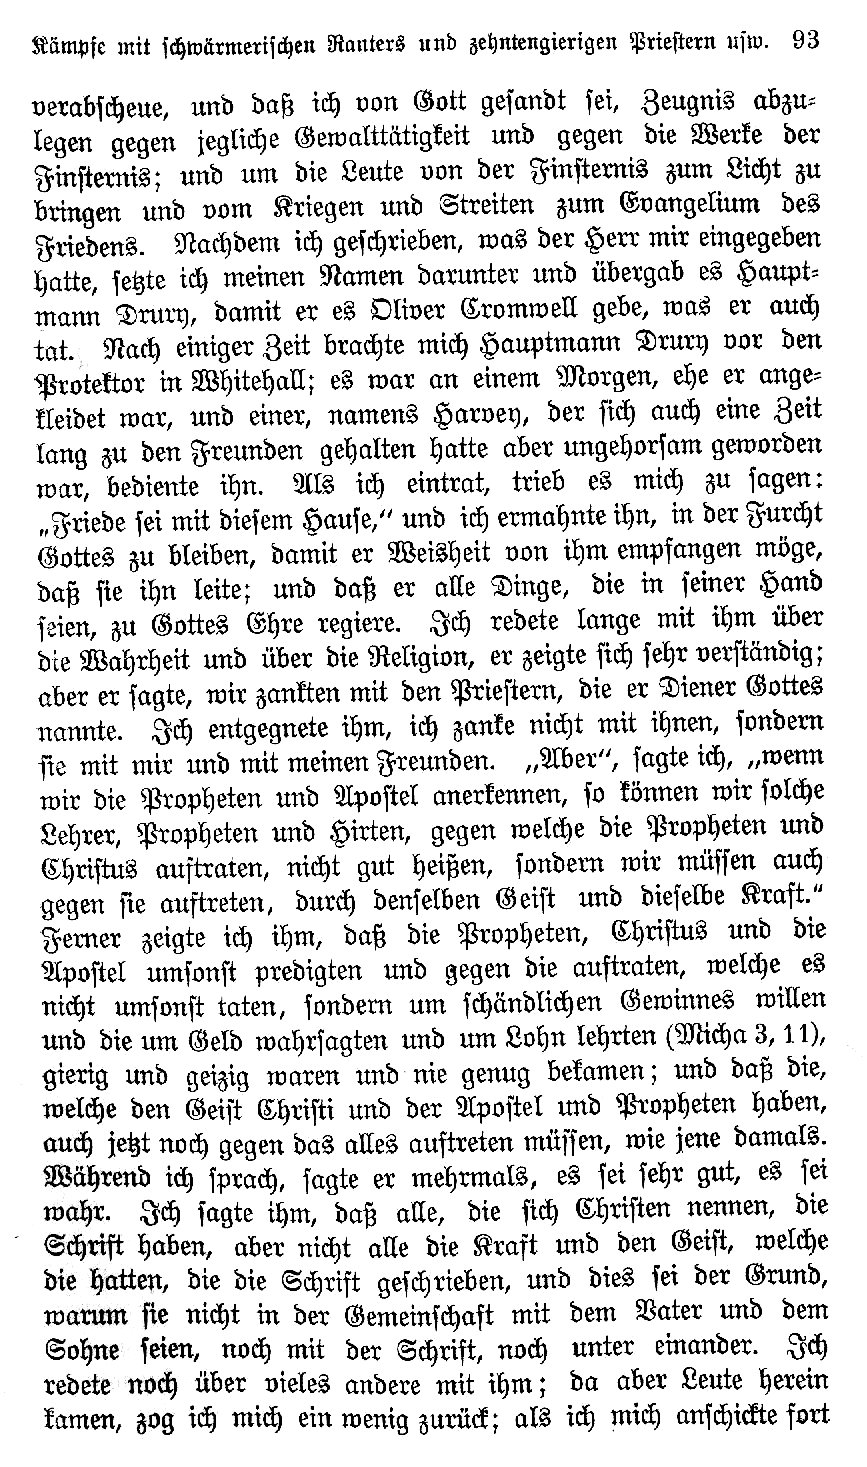 Kämpfe mit schwärmerischen Ranters und zehntengierigen Priestern usw. 93
verabscheue, und daß ich von Gott gesandt sei, Zeugnis abzu-
legen gegen jegliche Gewalttätigkeit und gegen die Werke der
Finsternis; und um die Leute von der Finsternis zum Licht zu
bringen und vom Kriegen und Streiten zum Evangelium des
Friedens. Nachdem ich geschrieben, was der Herr mir eingegeben
hatte, setzte ich meinen Namen darunter und übergab es Haupt-
mann Drury, damit er es Oliver Cromwell gebe, was er auch
tat. Nach einiger Zeit brachte mich Hauptmann Drury vor den
Protektor in Whitehall; es war an einem Morgen, ehe er ange-
kleidet war, und einer, namens Harvey, der sich auch eine Zeit
lang zu den Freunden gehalten hatte aber ungehorsam geworden
war, bediente ihn. Als ich eintrat, trieb es mich zu sagen:
„Friede sei mit diesem Hause,“ und ich ermahnte ihn, in der Furcht
Gottes zu bleiben, damit er Weisheit von ihm empfangen möge,
daß sie ihn leite; und daß er alle Dinge, die in seiner Hand
seien, zu Gottes Ehre regiere. Ich redete lange mit ihm über
die Wahrheit und über die Religion, er zeigte sich sehr verständig;
aber er sagte, wir zankten mit den Priestern, die er Diener Gottes
nannte. Ich entgegnete ihm, ich zanke nicht mit ihnen, sondern
sie mit mir und mit meinen Freunden. „Aber“, sagte ich, „wenn
wir die Propheten und Apostel anerkennen, so können wir solche
Lehrer, Propheten und Hirten, gegen welche die Propheten und
Christus auftraten, nicht gut heißen, sondern wir müssen auch
gegen sie auftreten, durch denselben Geist und dieselbe Kraft.“
Ferner zeigte ich ihm, daß die Propheten, Christus und die
Apostel umsonst predigten und gegen die auftraten, welche es
nicht umsonst taten, sondern um schändlichen Gewinnes willen
und die um Geld wahrsagten und um Lohn lehrten (Micha 3, 11),
gierig und geizig waren und nie genug bekamen; und daß die,
welche den Geist Christi und der Apostel und Propheten haben,
auch jetzt noch gegen das alles auftreten müssen, wie jene damals.
Während ich sprach, sagte er mehrmals, es sei sehr gut, es sei
wahr. Ich sagte ihm, daß alle, die sich Christen nennen, die
Schrift haben, aber nicht alle die Kraft und den Geist, welche
die hatten, die die Schrift geschrieben, und dies sei der Grund,
warum sie nicht in der Gemeinschaft mit dem Vater und dem
Sohne seien, noch mit der Schrift, noch unter einander. Ich
redete noch über vieles andere mit ihm; da aber Leute herein
kamen, zog ich mich ein wenig zurück; als ich mich anschickte fort